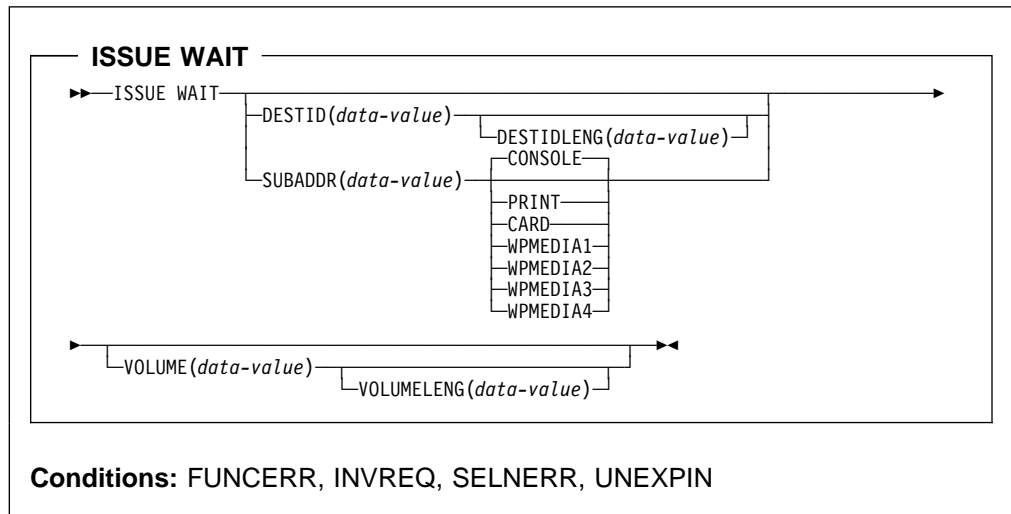 ISSUE WAIT
ISSUE WAIT
DESTID(data-value)
DESTIDLENG(data-value)
CONSOLE
SUBADDR(data-value)
PRINT
CARD
WPMEDIA1
WPMEDIA2
WPMEDIA3
WPMEDIA4
VOLUME(data-value)
VOLUMELENG(data-value)
Conditions: FUNCERR, INVREQ, SELNERR, UNEXPIN